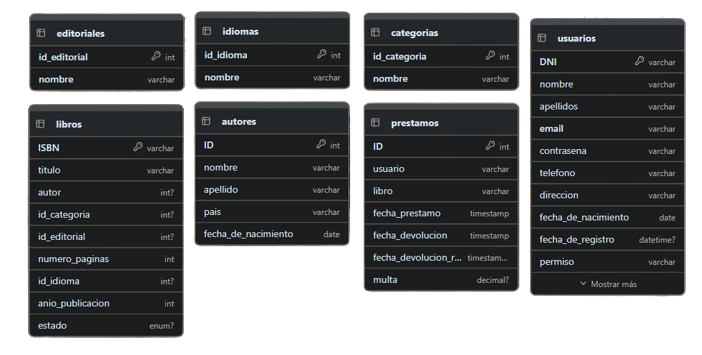 editoriales
id_editorial int
nombre varchar
idiomas
id_idioma int
nombre varchar
categorias
id_categoria int
nombre varchar
usuarios
DNI varchar
nombre varchar
apellidos varchar
email varchar
contrasena varchar
telefono varchar
direccion varchar
fecha_de_nacimiento date
fecha_de_registro datetime?
permiso varchar
Mostrar más
libros
ISBN varchar
titulo varchar
autor int?
id_categoria int?
id_editorial int?
numero_paginas int
id_idioma int?
anio_publicacion int
estado enum?
autores
ID int
nombre varchar
apellido varchar
pais varchar
fecha_de_nacimiento date
prestamos
ID int
usuario varchar
libro varchar
fecha_prestamo timestamp
fecha_devolucion timestamp
fecha_devolucion_r... timestam...
multa decimal?